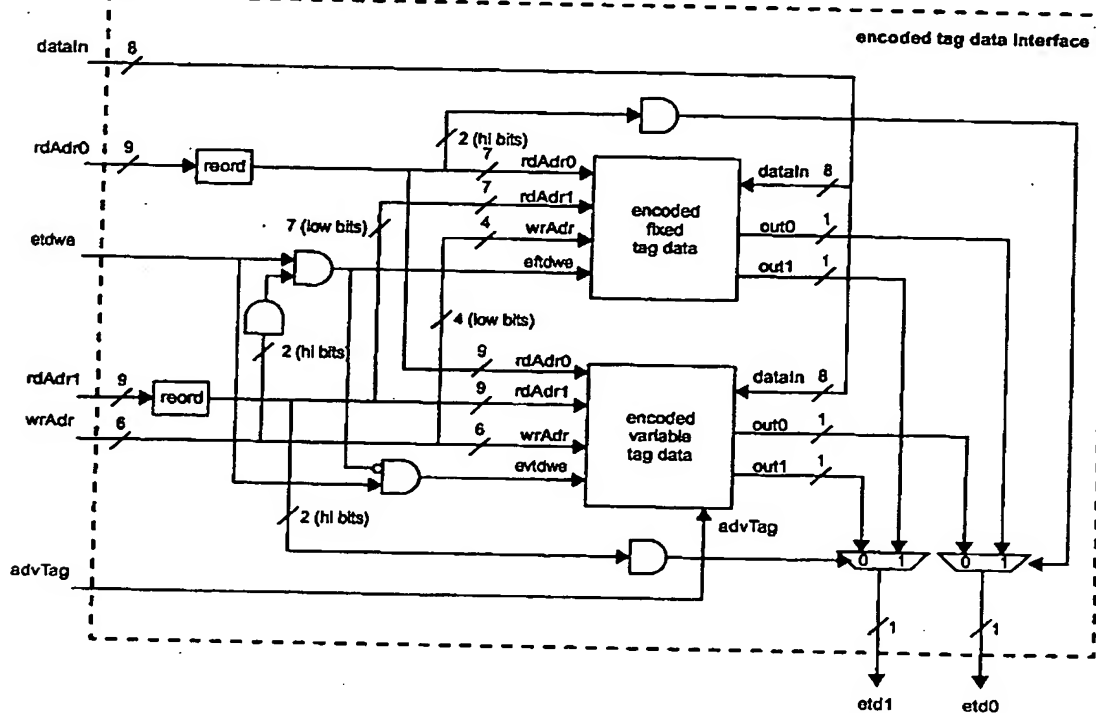 encoded tag data interface
dataIn
8
2 (hi bits)
rdAdr0
9
reord
7
rdAdr0
7
rdAdr1
7 (low bits)
4
wrAdr
eftdwe
encoded
fixed
tag data
dataIn
8
out0
1
out1
1
etdwe
4 (low bits)
2 (hi bits)
rdAdr1
9
reord
wrAdr
6
9
rdAdr0
9
rdAdr1
6
wrAdr
evtdwe
encoded
variable
tag data
dataIn
8
out0
1
out1
1
2 (hi bits)
advTag
advTag
0 1
0 1
1
1
etd1
etd0